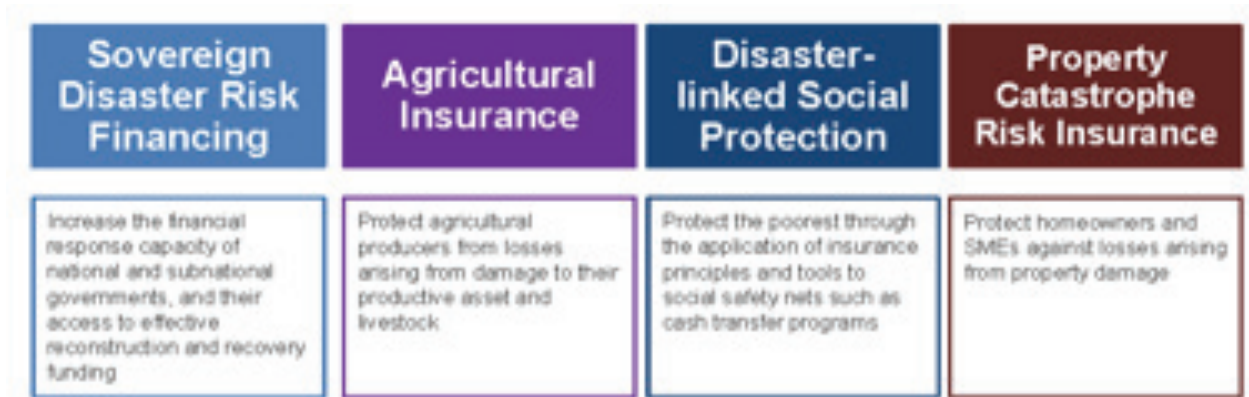 Sovereign
Disaster Risk
Financing
Agricultural
Insurance
Disaster-
linked Social
Protection
Property
Catastrophe
Risk Insurance
Increase the financial
response capacity of
national and subnational
governments, and their
access to effective
reconstruction and recovery
funding
Protect agricultural
producers from losses
arising from damage to their
productive asset and
livestock
Protect the poorest through
the application of insurance
principles and tools to
social safety nets such as
cash transfer programs
Protect homeowners and
SMEs against losses arising
from property damage